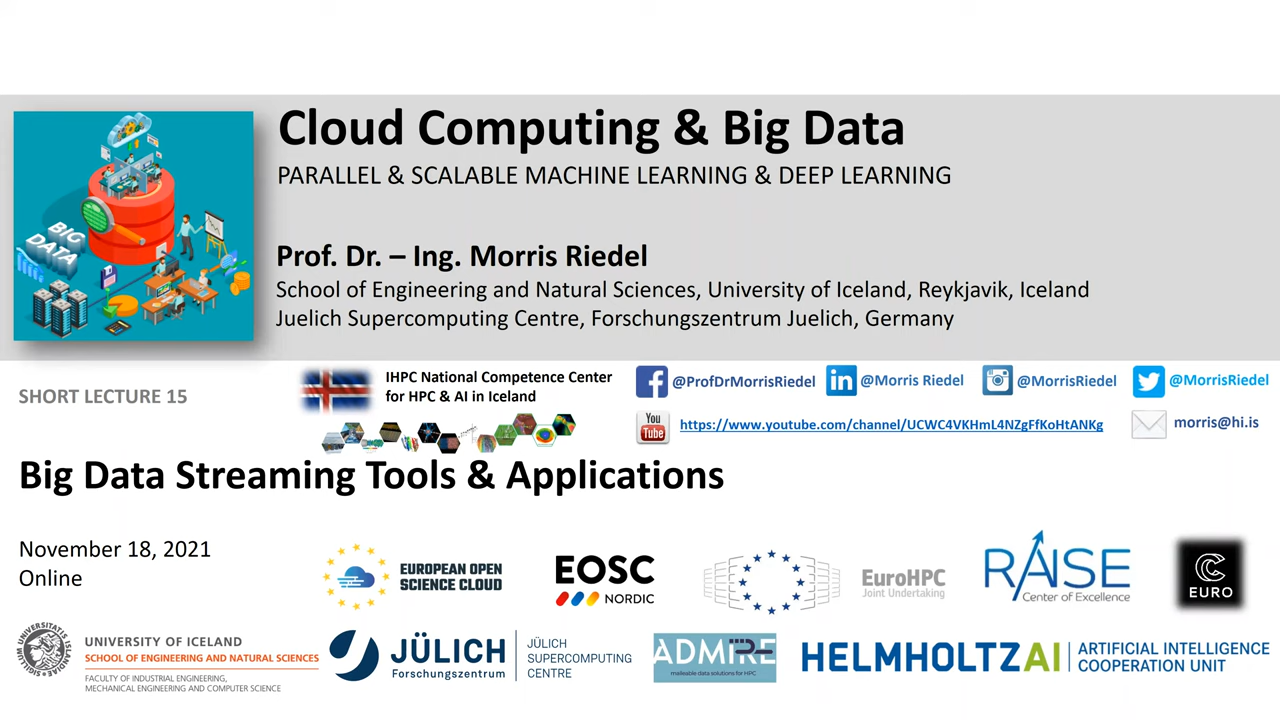 Cloud Computing & Big Data
PARALLEL & SCALABLE MACHINE LEARNING & DEEP LEARNING
BIG
DATA
Prof. Dr. – Ing. Morris Riedel
School of Engineering and Natural Sciences, University of Iceland, Reykjavik, Iceland
Juelich Supercomputing Centre, Forschungszentrum Juelich, Germany
SHORT LECTURE 15
IHPC National Competence Center
for HPC & AI in Iceland
@ProfDrMorrisRiedel
in
@Morris Riedel
@MorrisRiedel
@MorrisRiedel
You
Tube
https://www.youtube.com/channel/UCWC4VKHmL4NZgFfKoHtANKg
morris@hi.is
Big Data Streaming Tools & Applications
November 18, 2021
Online
EUROPEAN OPEN
SCIENCE CLOUD
EOSC
NORDIC
EuroHPC
Joint Undertaking
RAISE
Center of Excellence
EURO
UNIVERSITY OF ICELAND
SCHOOL OF ENGINEERING AND NATURAL SCIENCES
FACULTY OF INDUSTRIAL ENGINEERING,
MECHANICAL ENGINEERING AND COMPUTER SCIENCE
JÜLICH
Forschungszentrum
JÜLICH
SUPERCOMPUTING
CENTRE
ADMIRE
malleable data solutions for HPC
HELMHOLTZAI
ARTIFICIAL INTELLIGENCE
COOPERATION UNIT